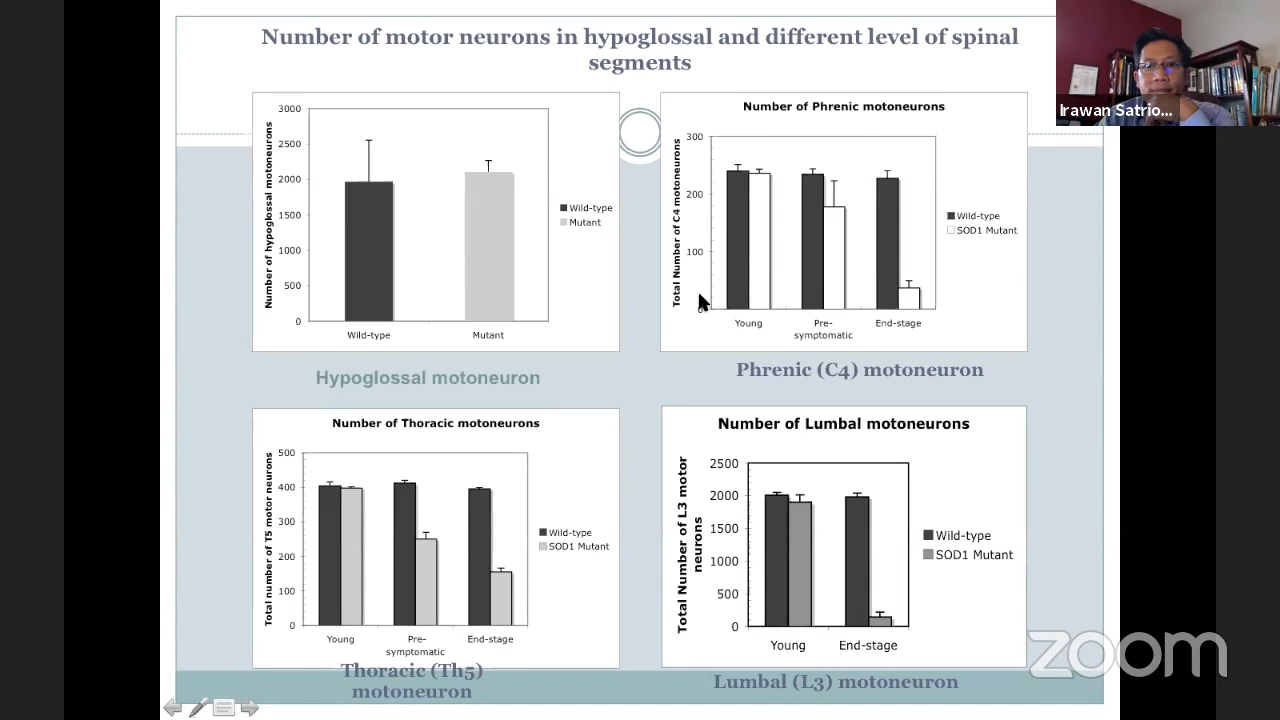 Number of motor neurons in hypoglossal and different level of spinal
segments
Irawan Satrio...
Number of hypoglossal motoneurons
3000
2500
2000
1500
1000
500
0
Wild-type
Mutant
Wild-type
Mutant
Hypoglossal motoneuron
Number of Phrenic motoneurons
Total Number of C4 motoneurons
300
200
100
0
Young
Pre-
symptomatic
End-stage
Wild-type
SOD1 Mutant
Phrenic (C4) motoneuron
Number of Thoracic motoneurons
Total number of T5 motor neurons
500
400
300
200
100
0
Young
Pre-
symptomatic
End-stage
Wild-type
SOD1 Mutant
Thoracic (Th5)
motoneuron
Number of Lumbal motoneurons
Total Number of L3 motor
neurons
2500
2000
1500
1000
500
0
Young
End-stage
Wild-type
SOD1 Mutant
Lumbal (L3) motoneuron
zoom